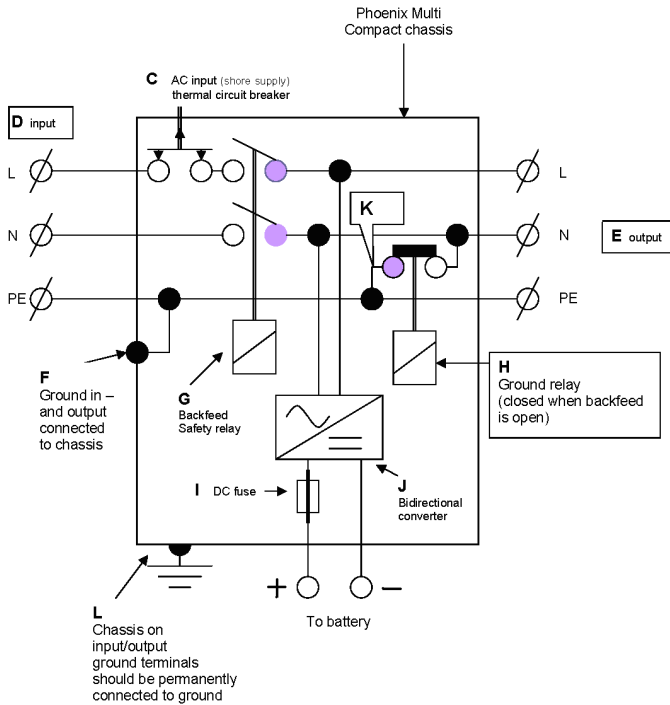 Phoenix Multi
Compact chassis
C AC input (shore supply)
thermal circuit breaker
D input
L
L
K
N
N
E output
PE
PE
F
Ground in –
and output
connected
to chassis
G
Backfeed
Safety relay
H
Ground relay
(closed when backfeed
is open)
I DC fuse
J
Bidirectional
converter
+
–
To battery
L
Chassis on
input/output
ground terminals
should be permanently
connected to ground